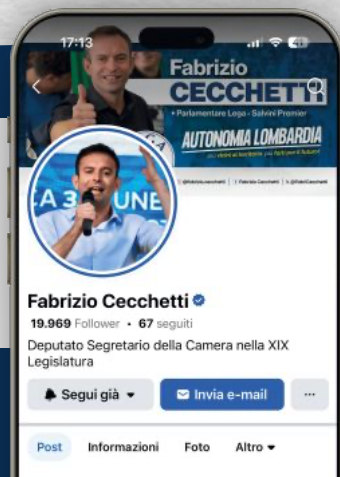 17:13
Fabrizio
CECCHETTI
• Parlamentare Lega - Salvini Premier
AUTONOMIA LOMBARDIA
Fabrizio Cecchetti
19.969 Follower • 67 seguiti
Deputato Segretario della Camera nella XIX
Legislatura
Segui già
Invia e-mail
...
Post Informazioni Foto Altro